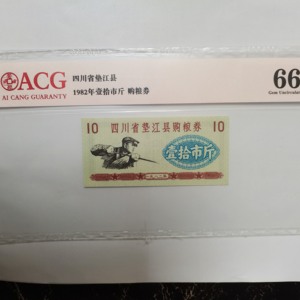 ACG
AI CANG GUARANTY
四川省垫江县
1982年壹拾市斤 购粮券
66
Gem Uncirculated
10 四川省垫江县购粮券 10
壹拾市斤